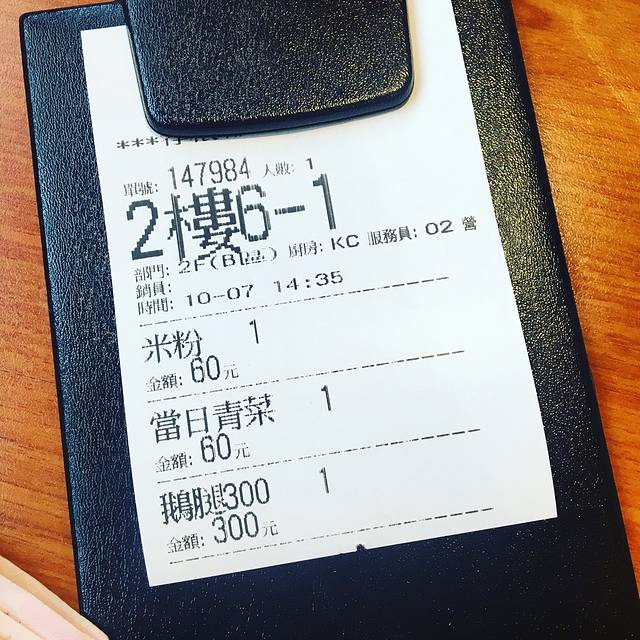 單號: 147984 人數: 1
2樓6-1
部門: 2F(B區) 廚房: KC 服務員: 02 營
銷員:
時間: 10-07 14:35
米粉 1
金額: 60元
當日青菜 1
金額: 60元
鵝腿300 1
金額: 300元